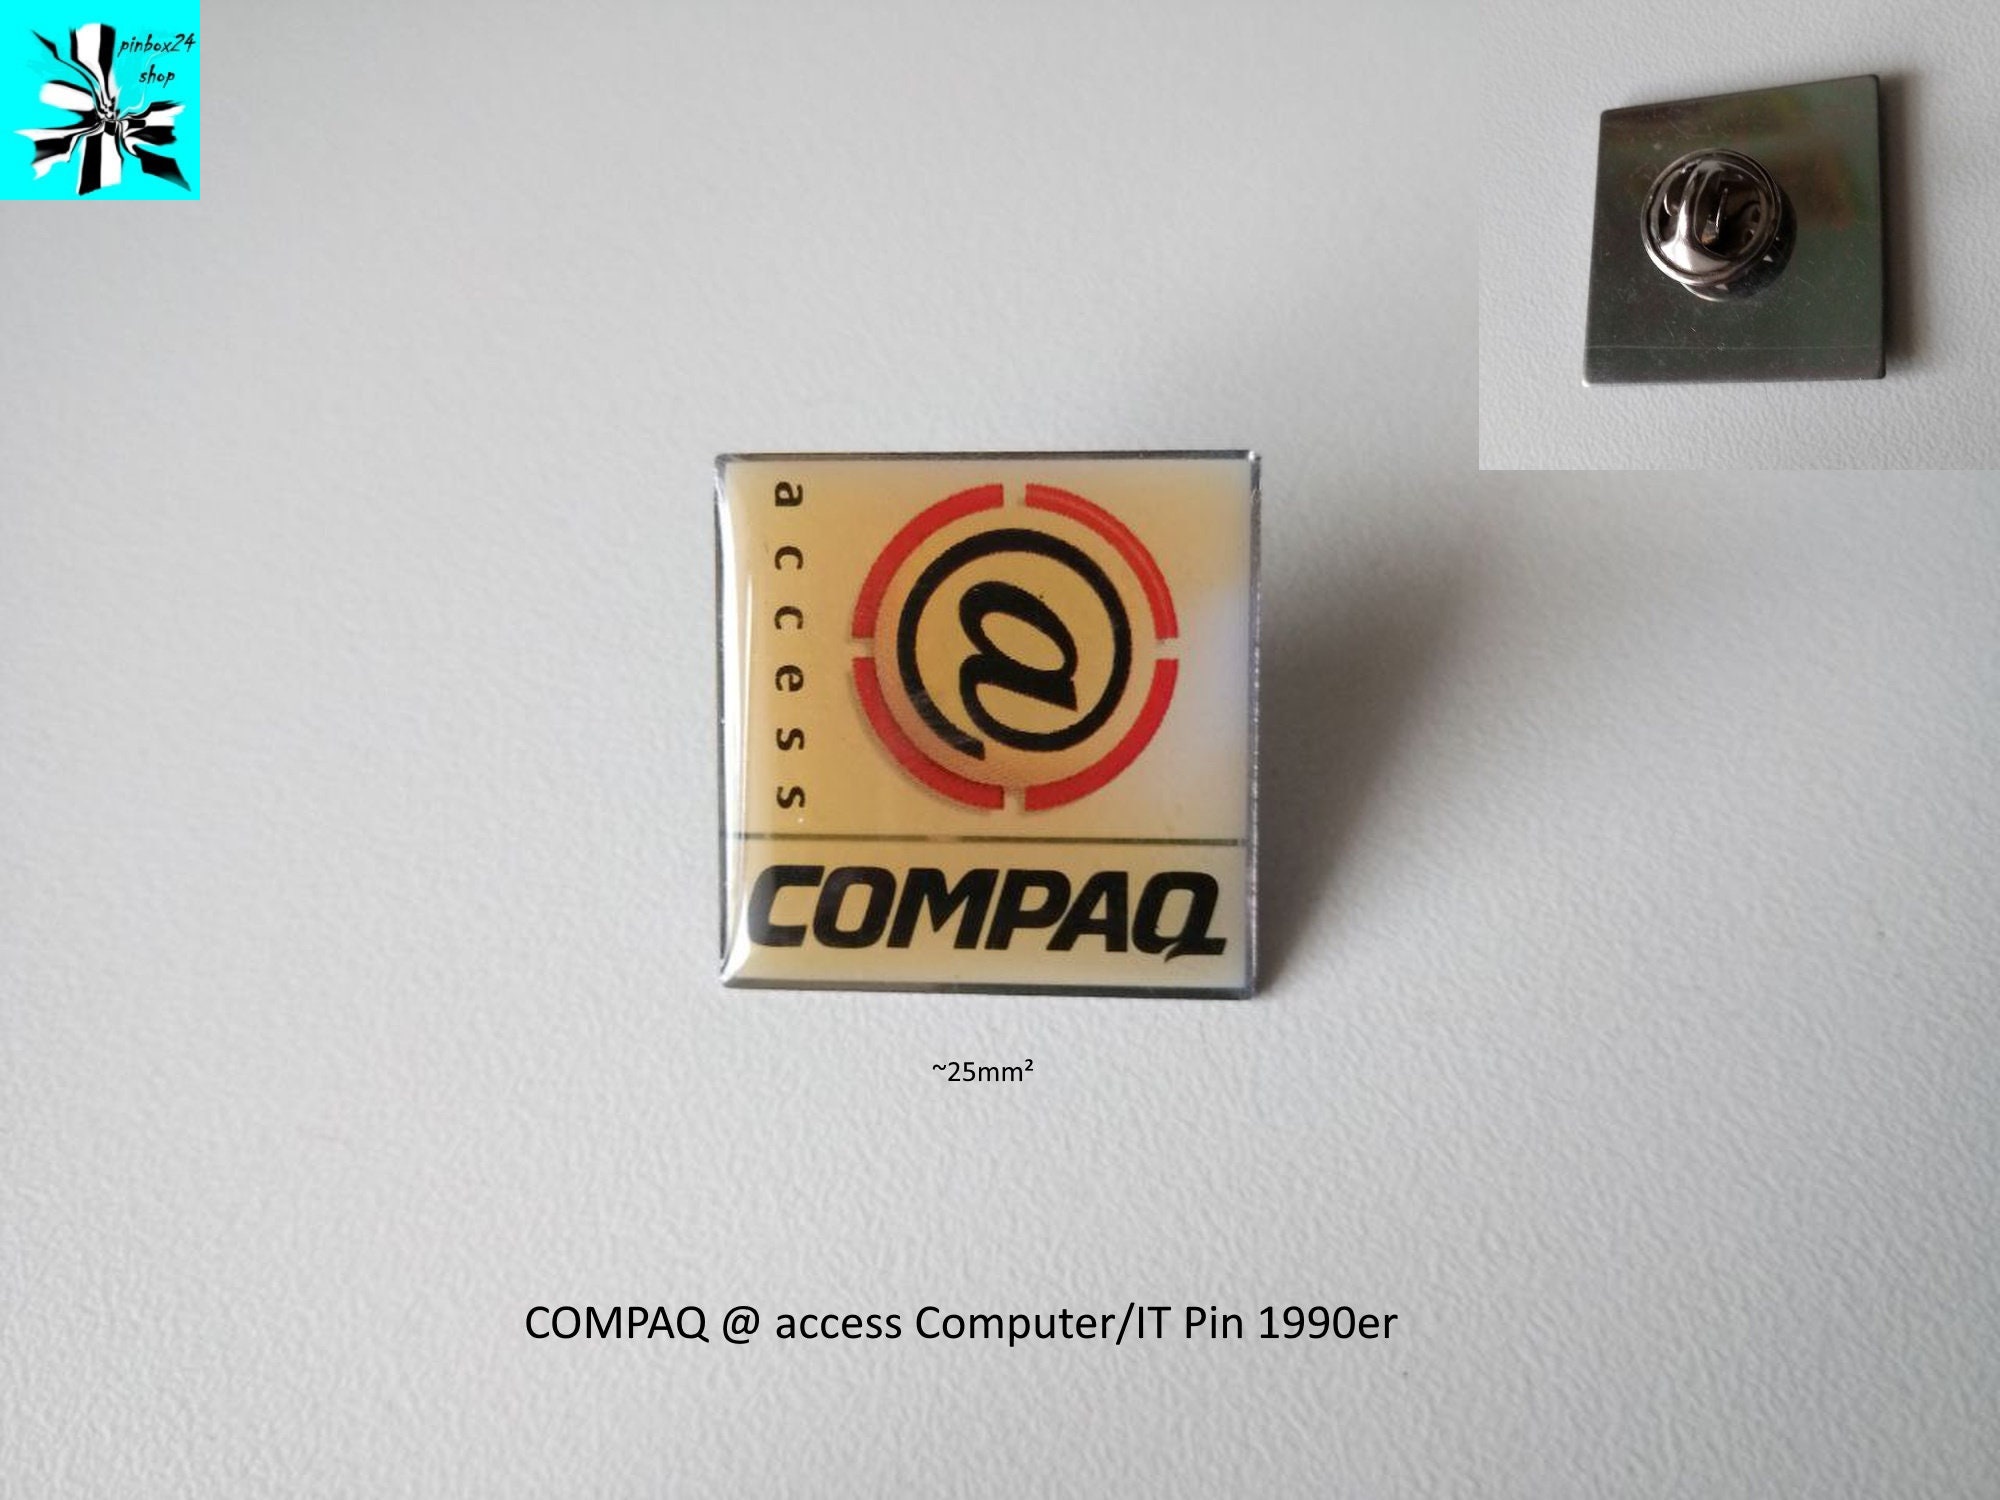 pinbox24
shop
access
@
COMPAQ
~25mm²
COMPAQ @ access Computer/IT Pin 1990er